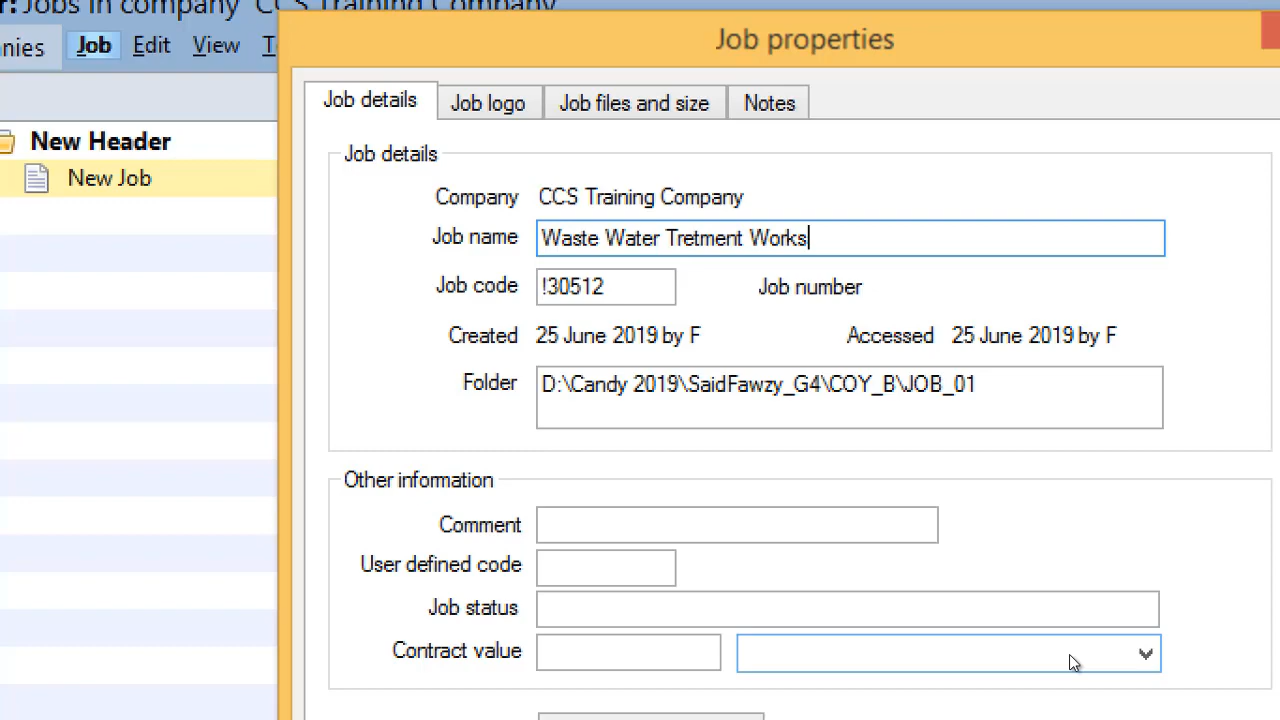 r: Jobs in company CCS Training Company
Job properties
nies Job Edit View
Job details Job logo Job files and size Notes
New Header
New Job
Job details
Company CCS Training Company
Job name Waste Water Tretment Works
Job code !30512 Job number
Created 25 June 2019 by F Accessed 25 June 2019 by F
Folder D:\Candy 2019\SaidFawzy_G4\COY_B\JOB_01
Other information
Comment
User defined code
Job status
Contract value